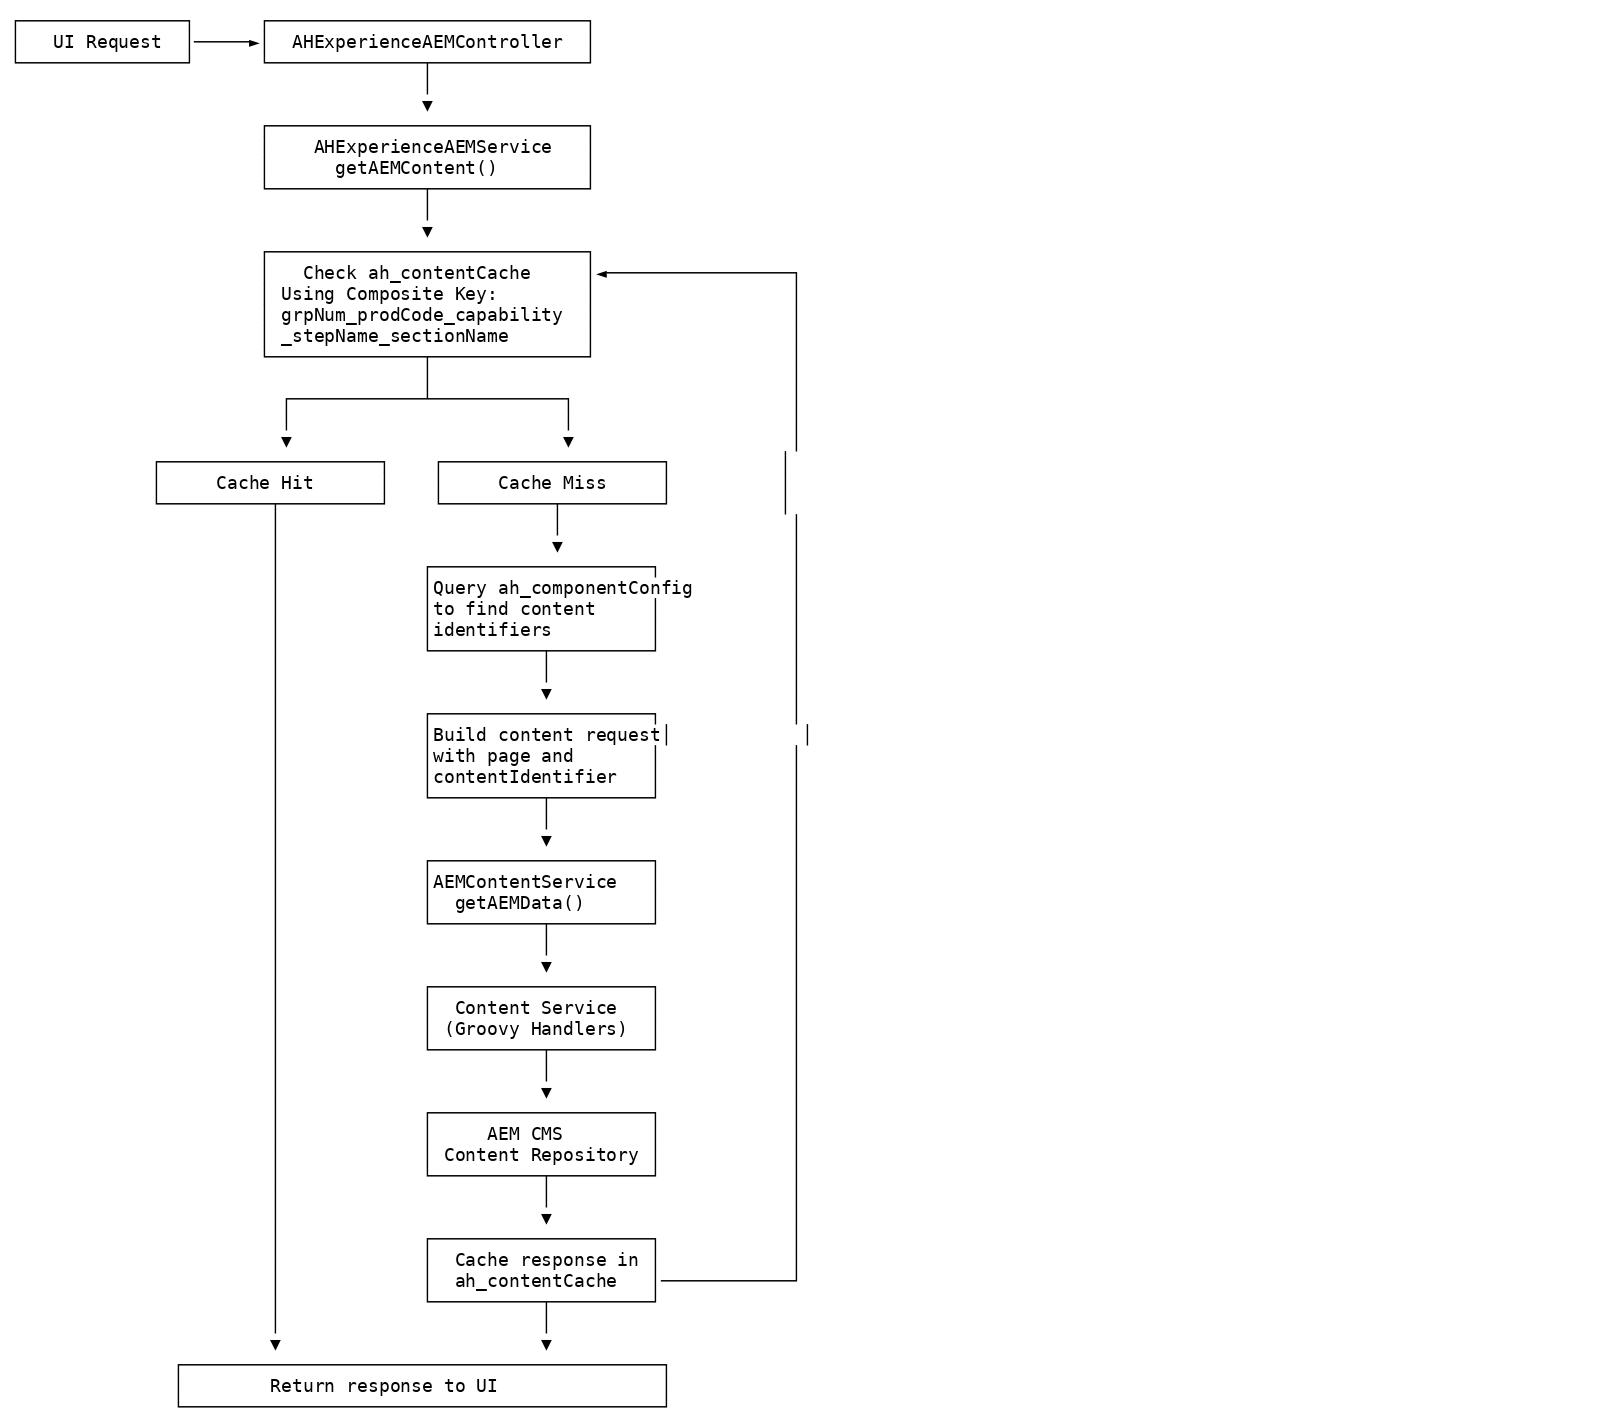 UI Request
AHExperienceAEMController
AHExperienceAEMService
getAEMContent()
Check ah_contentCache
Using Composite Key:
grpNum_prodCode_capability
_stepName_sectionName
Cache Hit
Cache Miss
Query ah_componentConfig
to find content
identifiers
Build content request
with page and
contentIdentifier
AEMContentService
getAEMData()
Content Service
(Groovy Handlers)
AEM CMS
Content Repository
Cache response in
ah_contentCache
Return response to UI